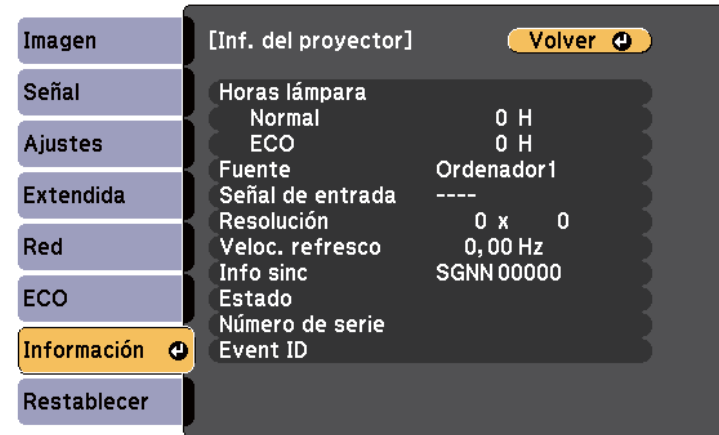 Imagen
Señal
Ajustes
Extendida
Red
ECO
Información
Restablecer
[Inf. del proyector]
Volver
Horas lámpara
Normal 0 H
ECO 0 H
Fuente Ordenador1
Señal de entrada ----
Resolución 0 x 0
Veloc. refresco 0,00 Hz
Info sinc SGNN 00000
Estado
Número de serie
Event ID